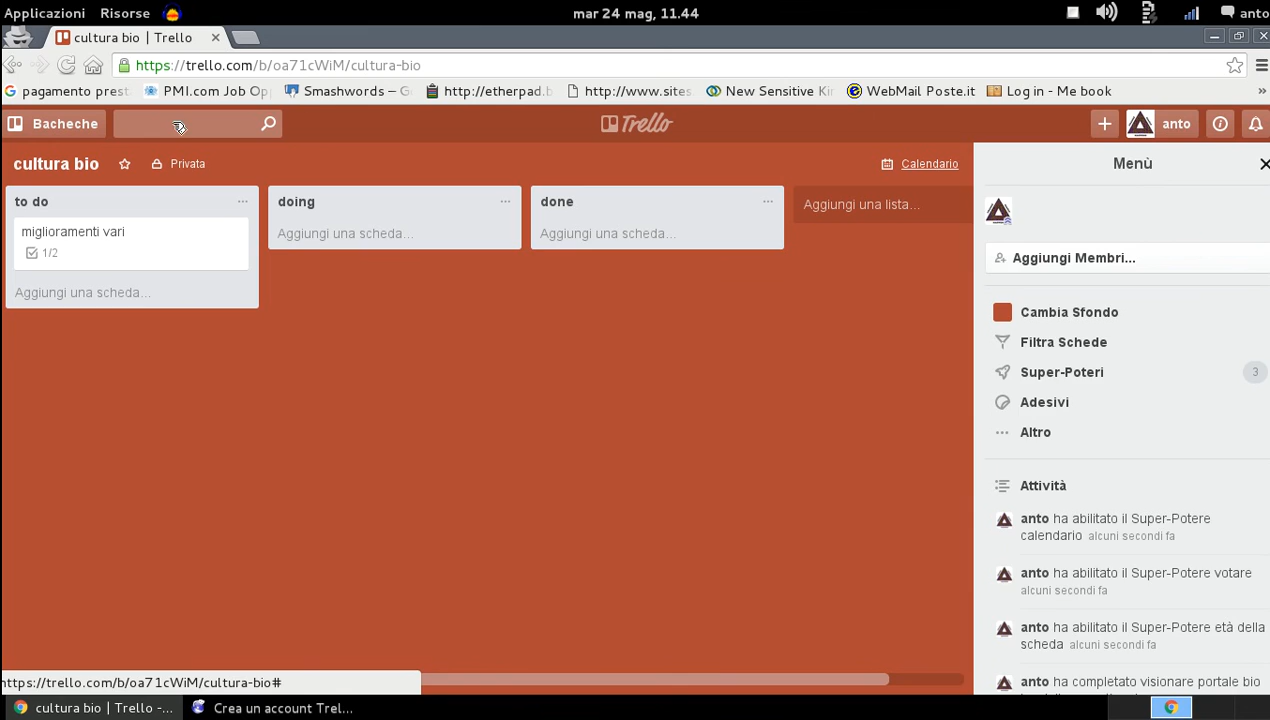 Applicazioni Risorse mar 24 mag, 11.44 anto
cultura bio | Trello
https://trello.com/b/oa71cWiM/cultura-bio
pagamento prest PMI.com Job Op Smashwords – G http://etherpad.b http://www.sites New Sensitive Ki WebMail Poste.it Log in - Me book »
Bacheche Trello anto
cultura bio Privata Calendario Menù
to do doing done Aggiungi una lista...
miglioramenti vari Aggiungi una scheda... Aggiungi una scheda...
1/2
Aggiungi una scheda...
Aggiungi Membri...
Cambia Sfondo
Filtra Schede
Super-Poteri 3
Adesivi
Altro
Attività
anto ha abilitato il Super-Potere
calendario alcuni secondi fa
anto ha abilitato il Super-Potere votare
alcuni secondi fa
anto ha abilitato il Super-Potere età della
scheda alcuni secondi fa
anto ha completato visionare portale bio
https://trello.com/b/oa71cWiM/cultura-bio#
cultura bio | Trello -... Crea un account Trel...